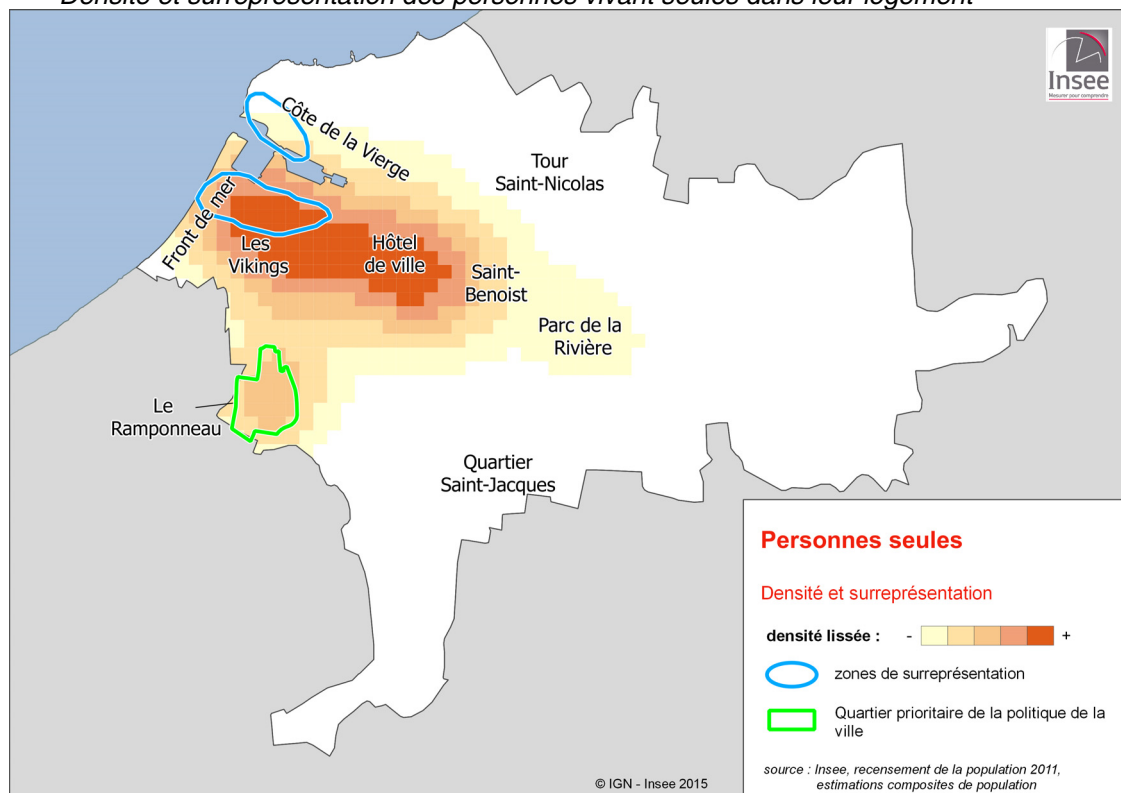 Densité et surreprésentation des personnes vivant seules dans leur logement
Insee
Mesurer pour comprendre
Côte de la Vierge
Tour
Saint-Nicolas
Front de mer
Les
Vikings
Hôtel
de ville
Saint-
Benoist
Parc de la
Rivière
Le
Ramponneau
Quartier
Saint-Jacques
Personnes seules
Densité et surreprésentation
densité lissée : - +
zones de surreprésentation
Quartier prioritaire de la politique de la
ville
source : Insee, recensement de la population 2011,
estimations composites de population
© IGN - Insee 2015